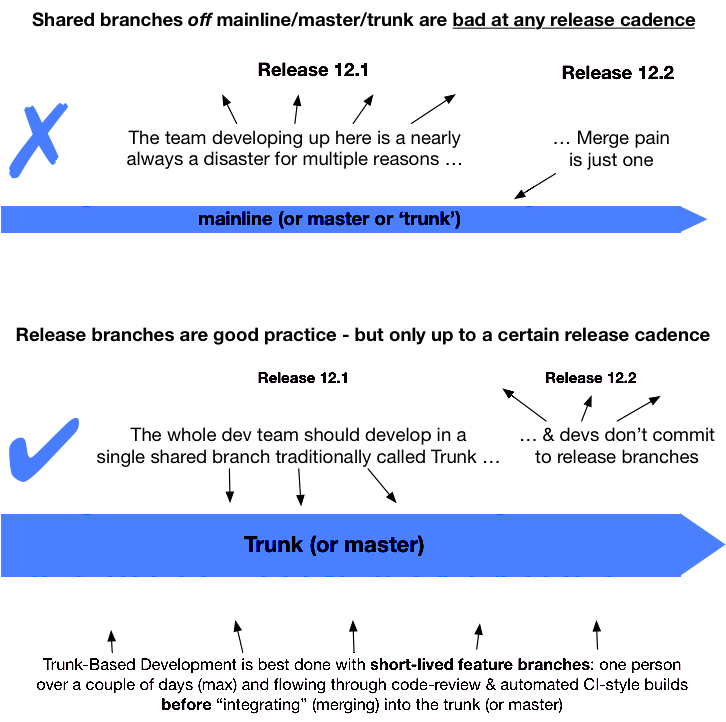 Shared branches off mainline/master/trunk are bad at any release cadence
Release 12.1
Release 12.2
The team developing up here is a nearly
always a disaster for multiple reasons …
… Merge pain
is just one
mainline (or master or ‘trunk’)
Release branches are good practice - but only up to a certain release cadence
Release 12.1
Release 12.2
The whole dev team should develop in a
single shared branch traditionally called Trunk …
… & devs don’t commit
to release branches
Trunk (or master)
Trunk-Based Development is best done with short-lived feature branches: one person
over a couple of days (max) and flowing through code-review & automated CI-style builds
before “integrating” (merging) into the trunk (or master)